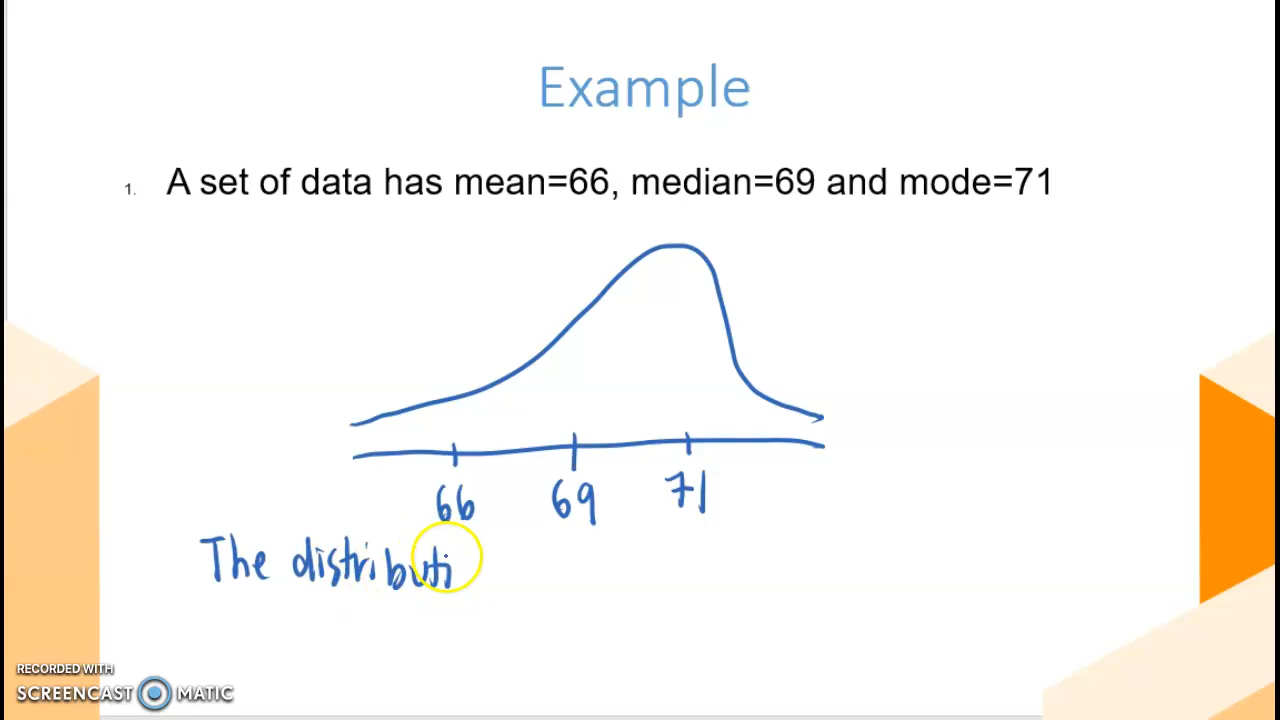 Example
1. A set of data has mean=66, median=69 and mode=71
66 69 71
The distributi
RECORDED WITH
SCREENCAST MATIC